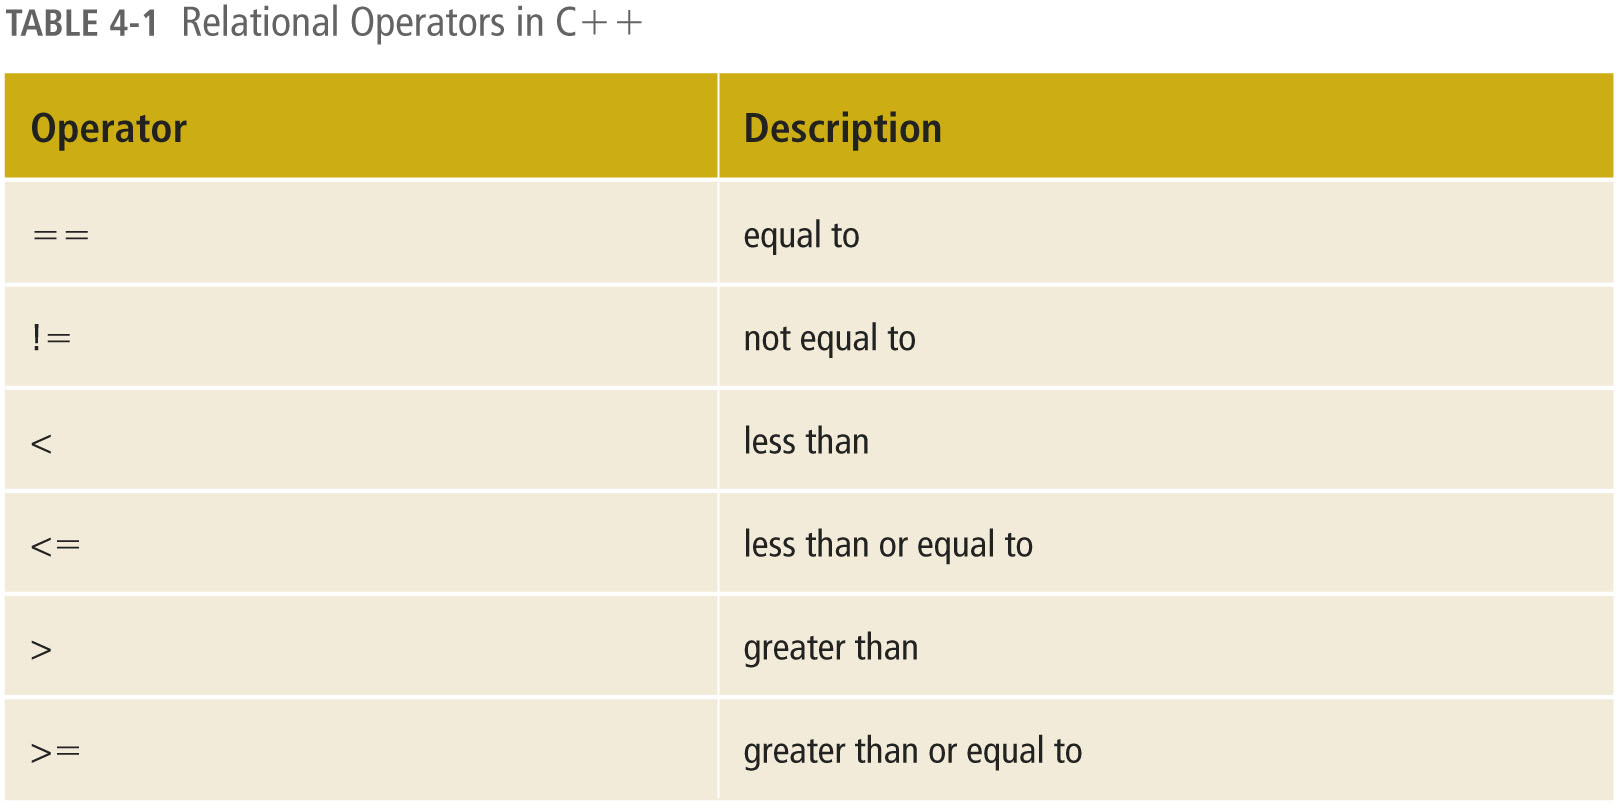 TABLE 4-1 Relational Operators in C++
Operator Description
== equal to
!= not equal to
< less than
<= less than or equal to
> greater than
>= greater than or equal to